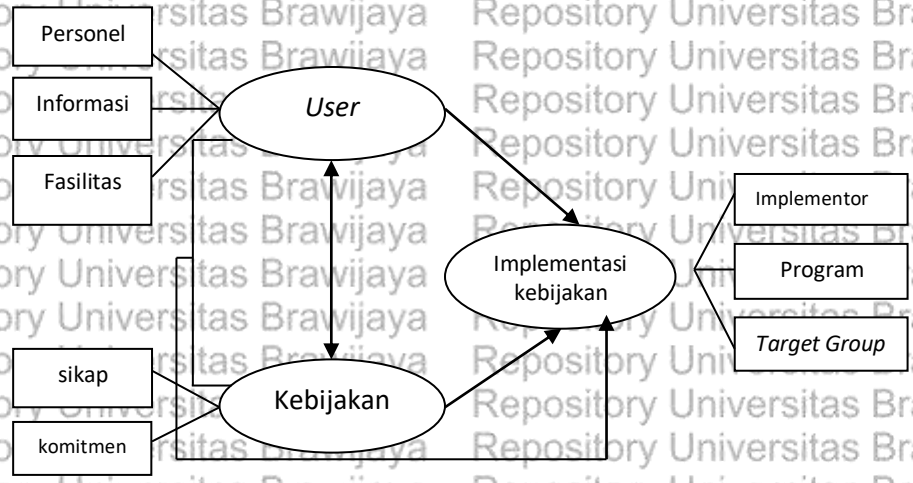 Repository Universitas Brawijaya
Personel
Informasi
Fasilitas
User
Implementasi
kebijakan
Implementor
Program
Target Group
sikap
komitmen
Kebijakan